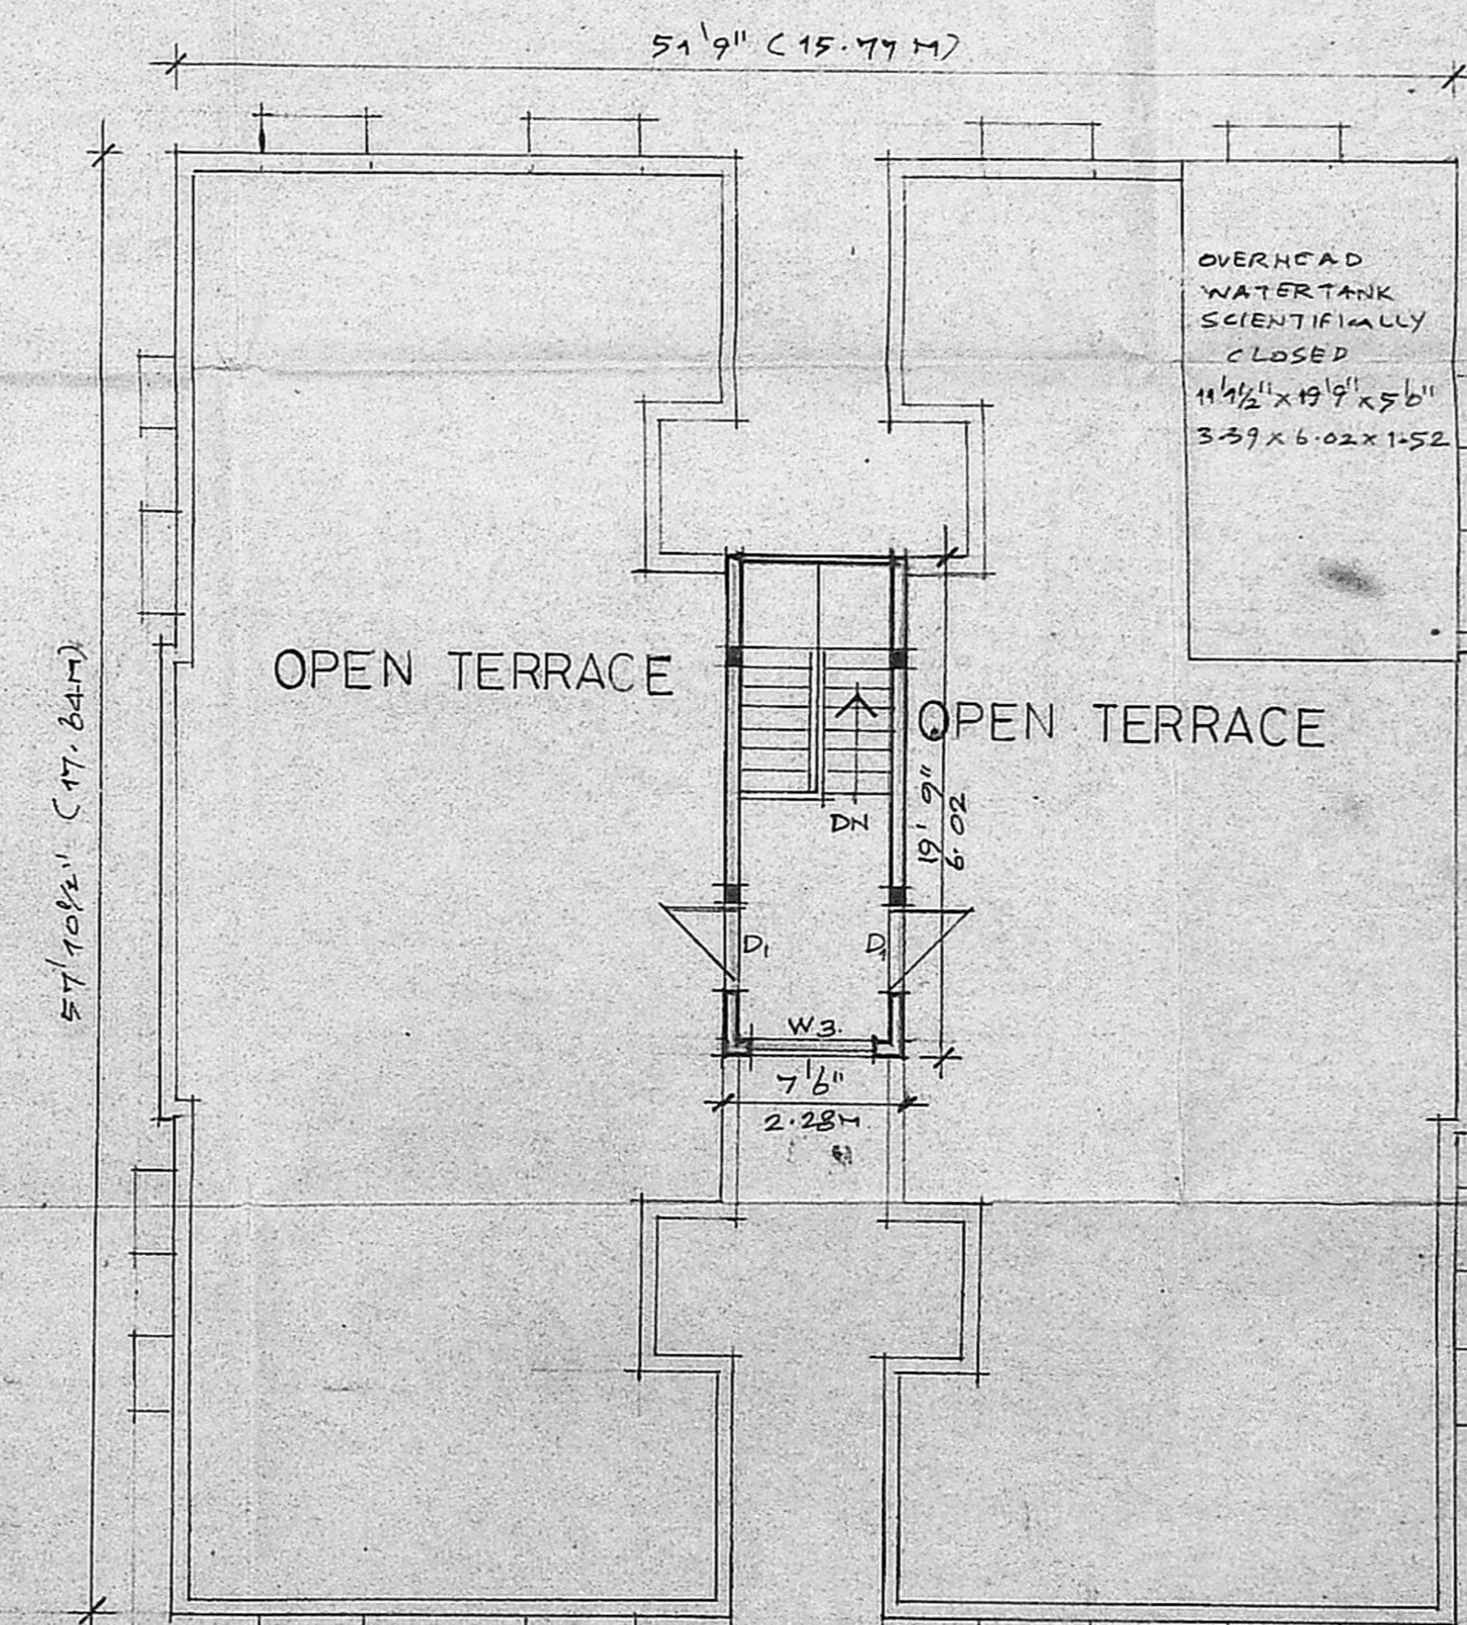 51'9" (15.77 M)
OVERHEAD
WATERTANK
SCIENTIFICALLY
CLOSED
11'1½" x 19'9" x 5'0"
3.39 x 6.02 x 1.52
OPEN TERRACE
OPEN TERRACE
57'10½" (17.64M)
DN
19'9"
6.02
D1
D1
W3.
7'6"
2.28M